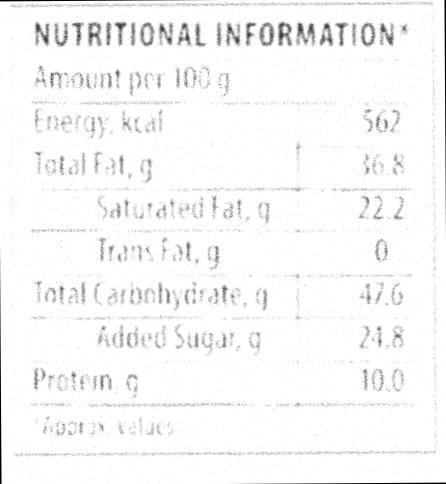 NUTRITIONAL INFORMATION*
Amount per 100 g
Energy, kcal 562
Total Fat, g 36.8
Saturated Fat, g 22.2
Trans Fat, g 0
Total Carbohydrate, g 47.6
Added Sugar, g 24.8
Protein, g 10.0
*Approx. values